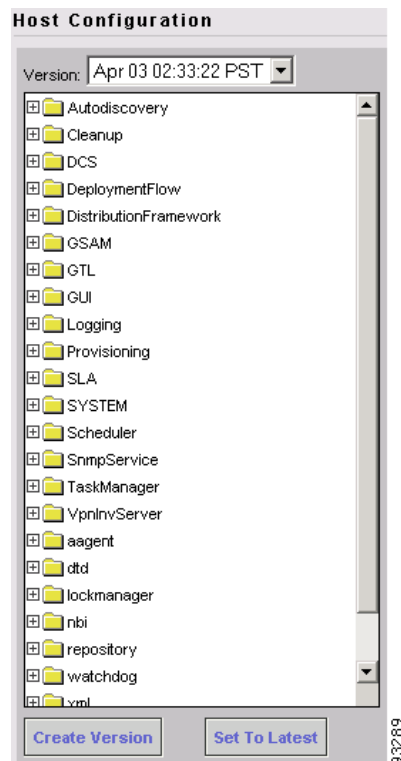 Host Configuration
Version: Apr 03 02:33:22 PST
Autodiscovery
Cleanup
DCS
DeploymentFlow
DistributionFramework
GSAM
GTL
GUI
Logging
Provisioning
SLA
SYSTEM
Scheduler
SnmpService
TaskManager
VpnInvServer
aagent
dtd
lockmanager
nbi
repository
watchdog
xml
Create Version
Set To Latest
93289